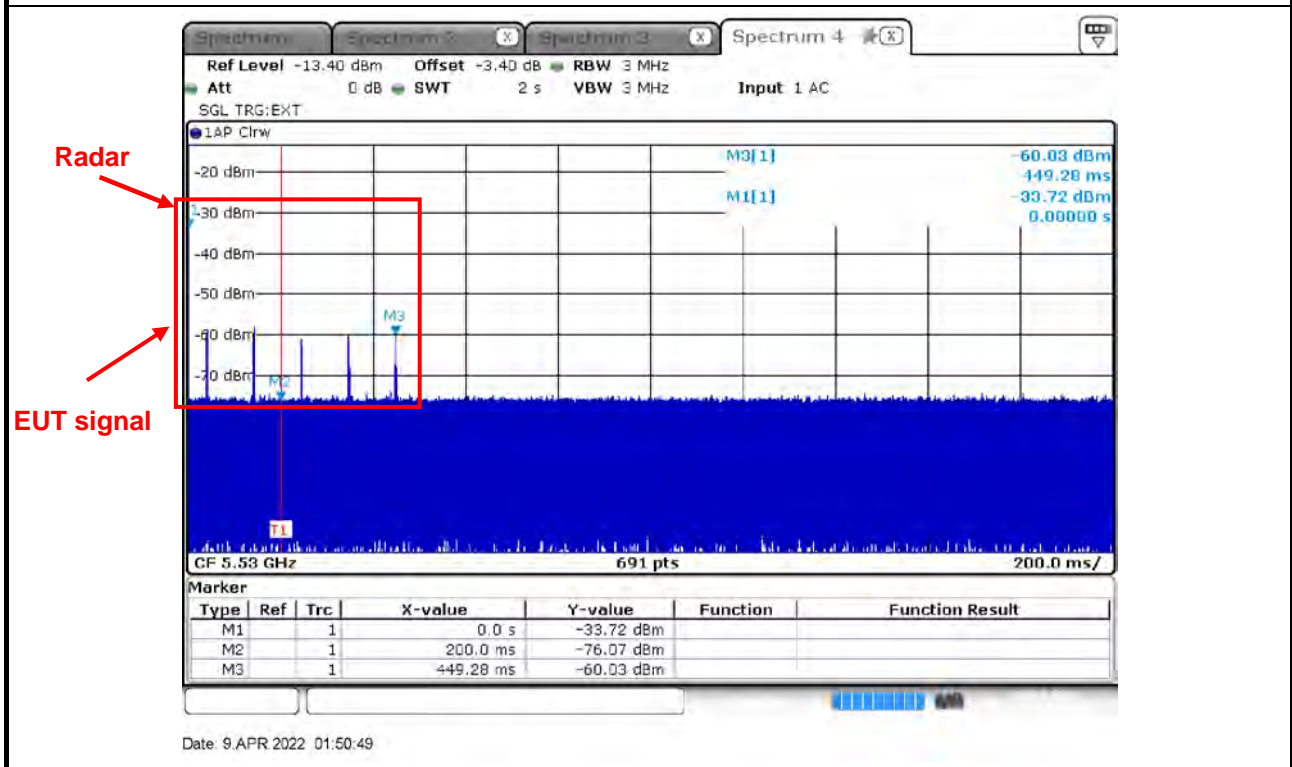 Spectrum Spectrum 2 X Spectrum 3 X Spectrum 4 X
Ref Level -13.40 dBm Offset -3.40 dB RBW 3 MHz
Att 0 dB SWT 2 s VBW 3 MHz Input 1 AC
SGL TRG:EXT
1AP Clrw
Radar
M3[1] -60.03 dBm
449.28 ms
M1[1] -33.72 dBm
0.00000 s
-20 dBm
-30 dBm
-40 dBm
-50 dBm
M3
-60 dBm
-70 dBm
M2
EUT signal
T1
CF 5.53 GHz 691 pts 200.0 ms/
Marker
Type Ref Trc X-value Y-value Function Function Result
M1 1 0.0 s -33.72 dBm
M2 1 200.0 ms -76.07 dBm
M3 1 449.28 ms -60.03 dBm
Date: 9.APR.2022 01:50:49